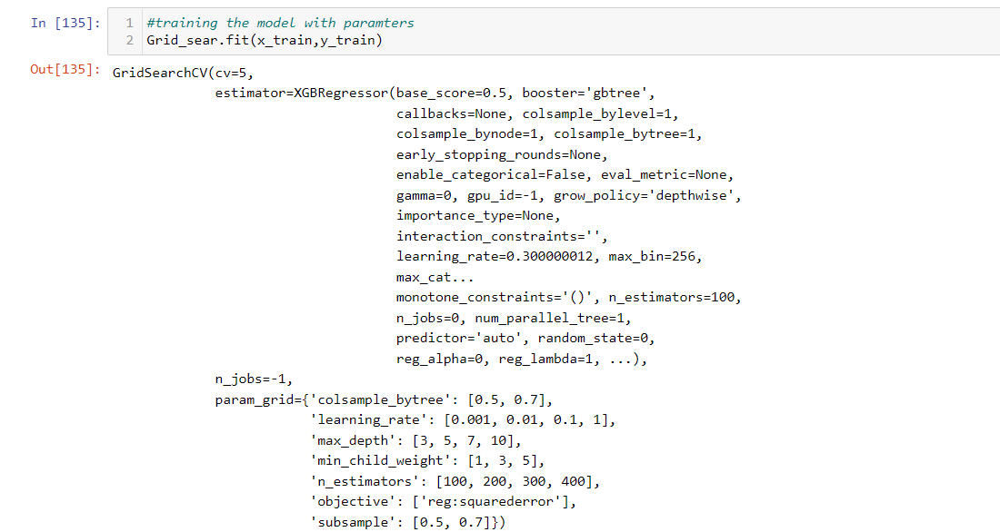 In [135]:
1 #training the model with paramters
2 Grid_sear.fit(x_train,y_train)
Out[135]:
GridSearchCV(cv=5,
estimator=XGBRegressor(base_score=0.5, booster='gbtree',
callbacks=None, colsample_bylevel=1,
colsample_bynode=1, colsample_bytree=1,
early_stopping_rounds=None,
enable_categorical=False, eval_metric=None,
gamma=0, gpu_id=-1, grow_policy='depthwise',
importance_type=None,
interaction_constraints='',
learning_rate=0.300000012, max_bin=256,
max_cat...
monotone_constraints='()', n_estimators=100,
n_jobs=0, num_parallel_tree=1,
predictor='auto', random_state=0,
reg_alpha=0, reg_lambda=1, ...),
n_jobs=-1,
param_grid={'colsample_bytree': [0.5, 0.7],
'learning_rate': [0.001, 0.01, 0.1, 1],
'max_depth': [3, 5, 7, 10],
'min_child_weight': [1, 3, 5],
'n_estimators': [100, 200, 300, 400],
'objective': ['reg:squarederror'],
'subsample': [0.5, 0.7]})